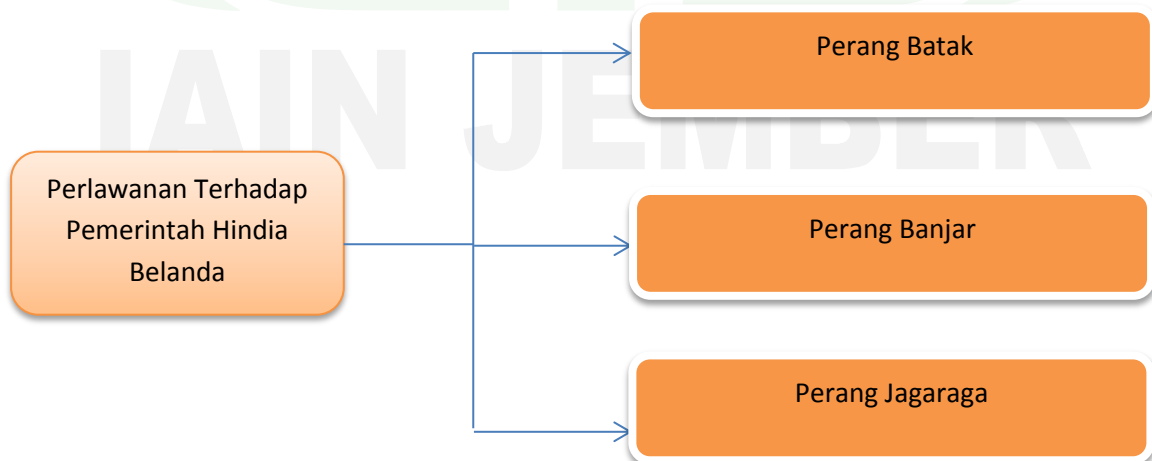 IAIN JEMBER
Perlawanan Terhadap
Pemerintah Hindia
Belanda
Perang Batak
Perang Banjar
Perang Jagaraga